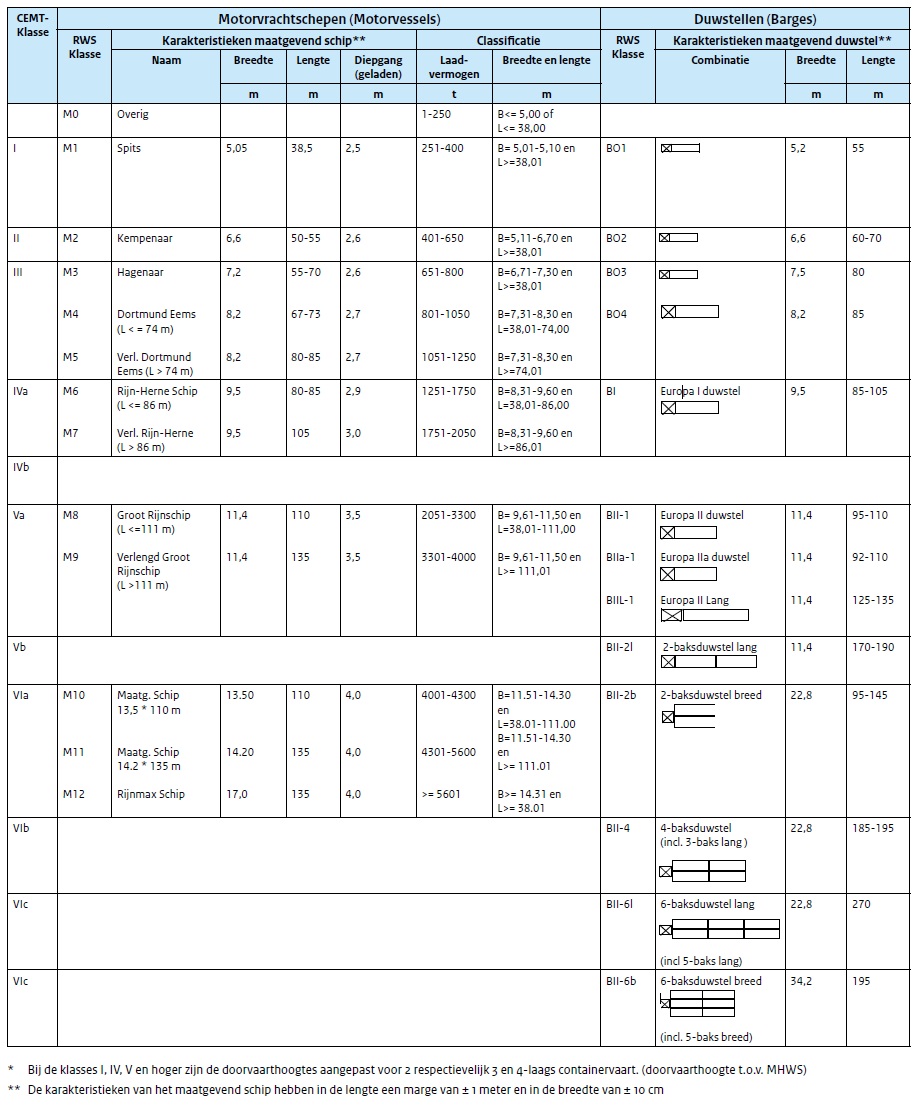 CEMT-Klasse Motorvrachtschepen (Motorvessels) Duwstellen (Barges)
RWS Klasse Karakteristieken maatgevend schip** Classificatie RWS Klasse Karakteristieken maatgevend duwstel**
Naam Breedte Lengte Diepgang (geladen) Laad-vermogen Breedte en lengte Combinatie Breedte Lengte
m m m t m m m
M0 Overig 1-250 B<= 5,00 of
L<= 38,00
I M1 Spits 5,05 38,5 2,5 251-400 B= 5,01-5,10 en BO1 5,2 55
L>=38,01
II M2 Kempenaar 6,6 50-55 2,6 401-650 B=5,11-6,70 en BO2 6,6 60-70
L>=38,01
III M3 Hagenaar 7,2 55-70 2,6 651-800 B=6,71-7,30 en BO3 7,5 80
L>=38,01
M4 Dortmund Eems 8,2 67-73 2,7 801-1050 B=7,31-8,30 en BO4 8,2 85
(L < = 74 m) L=38,01-74,00
M5 Verl. Dortmund 8,2 80-85 2,7 1051-1250 B=7,31-8,30 en
Eems (L > 74 m) L>=74,01
IVa M6 Rijn-Herne Schip 9,5 80-85 2,9 1251-1750 B=8,31-9,60 en BI Europa I duwstel 9,5 85-105
(L <= 86 m) L=38,01-86,00
M7 Verl. Rijn-Herne 9,5 105 3,0 1751-2050 B=8,31-9,60 en
(L > 86 m) L>=86,01
IVb
Va M8 Groot Rijnschip 11,4 110 3,5 2051-3300 B= 9,61-11,50 en BII-1 Europa II duwstel 11,4 95-110
(L <=111 m) L=38,01-111,00
M9 Verlengd Groot 11,4 135 3,5 3301-4000 B= 9,61-11,50 en BIIa-1 Europa IIa duwstel 11,4 92-110
Rijnschip L>= 111,01
(L >111 m)
BIIL-1 Europa II Lang 11,4 125-135
Vb BII-2l 2-baksduwstel lang 11,4 170-190
VIa M10 Maatg. Schip 13.50 110 4,0 4001-4300 B=11.51-14.30 BII-2b 2-baksduwstel breed 22,8 95-145
13,5 * 110 m en
L=38.01-111.00
B=11.51-14.30
M11 Maatg. Schip 14.20 135 4,0 4301-5600 en
14.2 * 135 m L>= 111.01
M12 Rijnmax Schip 17,0 135 4,0 >= 5601 B>= 14.31 en
L>= 38.01
VIb BII-4 4-baksduwstel 22,8 185-195
(incl. 3-baks lang )
VIc BII-6l 6-baksduwstel lang 22,8 270
(incl 5-baks lang)
VIc BII-6b 6-baksduwstel breed 34,2 195
(incl. 5-baks breed)
* Bij de klasses I, IV, V en hoger zijn de doorvaarthoogtes aangepast voor 2 respectievelijk 3 en 4-laags containervaart. (doorvaarthoogte t.o.v. MHWS)
** De karakteristieken van het maatgevend schip hebben in de lengte een marge van ± 1 meter en in de breedte van ± 10 cm